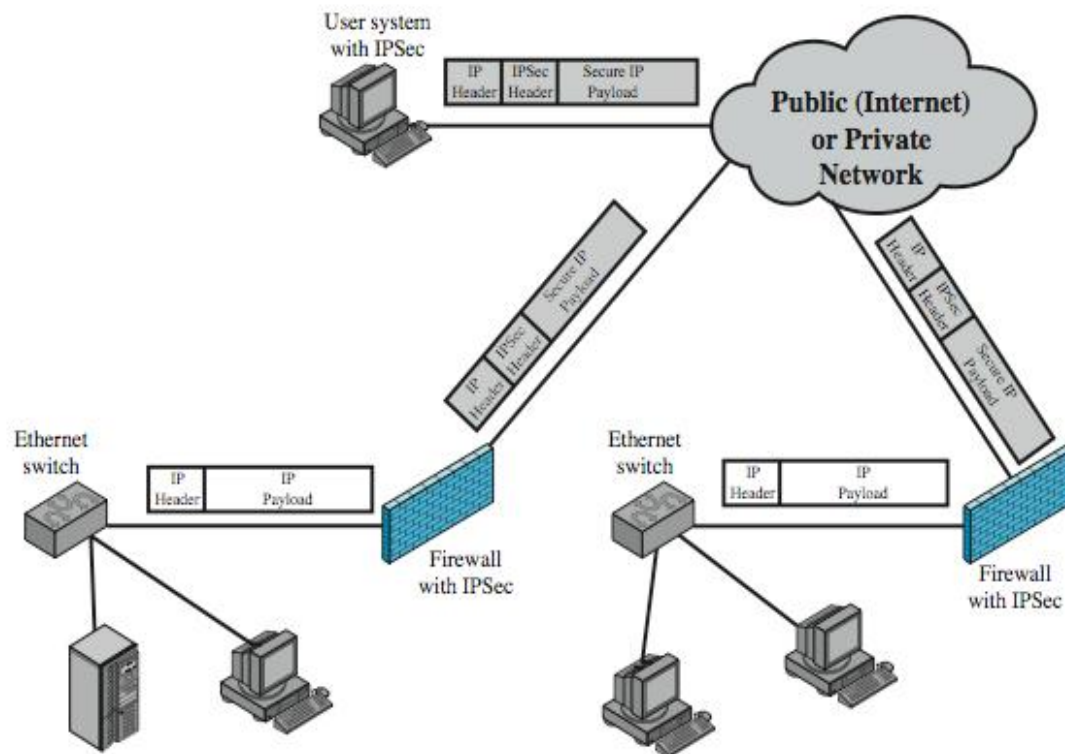 User system
with IPSec
IP
Header
IPSec
Header
Secure IP
Payload
Public (Internet)
or Private
Network
IP
Header
IPSec
Header
Secure IP
Payload
IP
Header
IPSec
Header
Secure IP
Payload
Ethernet
switch
IP
Header
IP
Payload
Firewall
with IPSec
Ethernet
switch
IP
Header
IP
Payload
Firewall
with IPSec